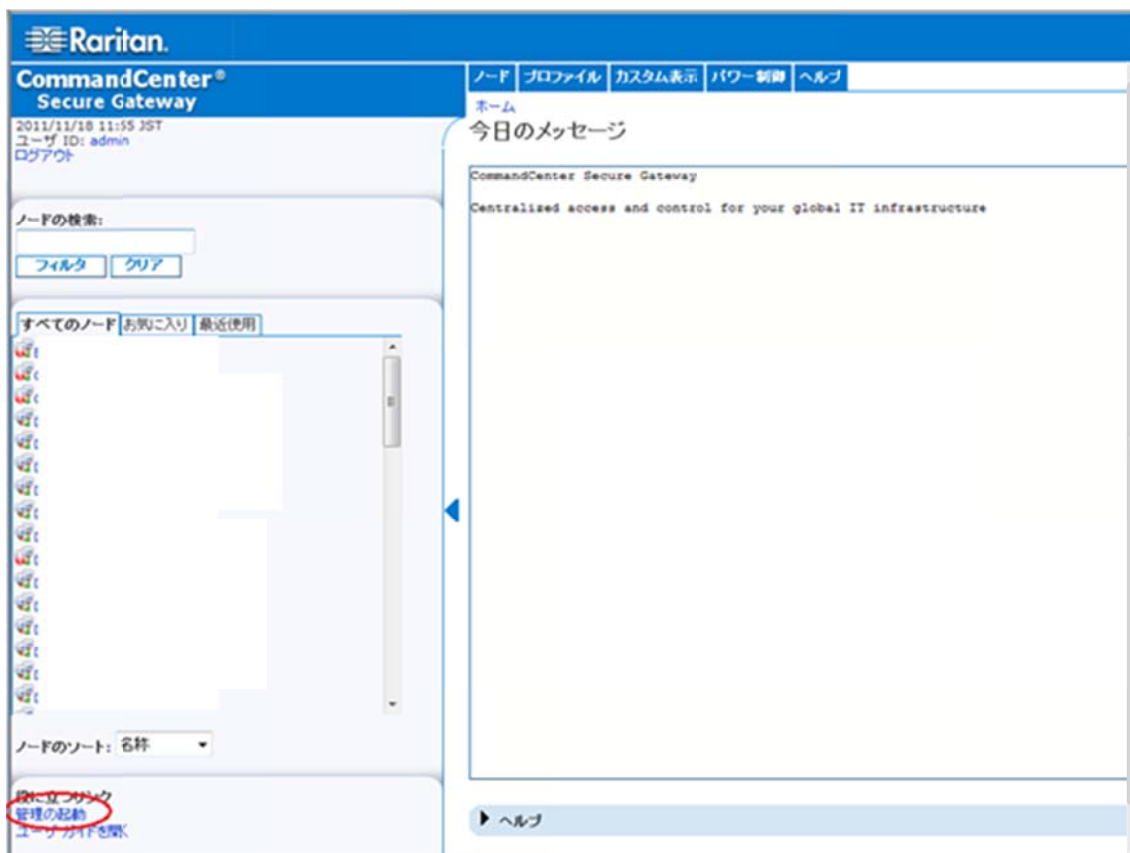 Raritan.
CommandCenter®
Secure Gateway
2011/11/18 11:55 JST
ユーザ ID: admin
ログアウト
ノードの検索:
フィルタ クリア
すべてのノード お気に入り 最近使用
ノードのソート: 名称
役に立つリンク
管理の起動
ユーザ ガイドを開く
ノード プロファイル カスタム表示 パワー制御 ヘルプ
ホーム
今日のメッセージ
CommandCenter Secure Gateway
Centralized access and control for your global IT infrastructure
ヘルプ